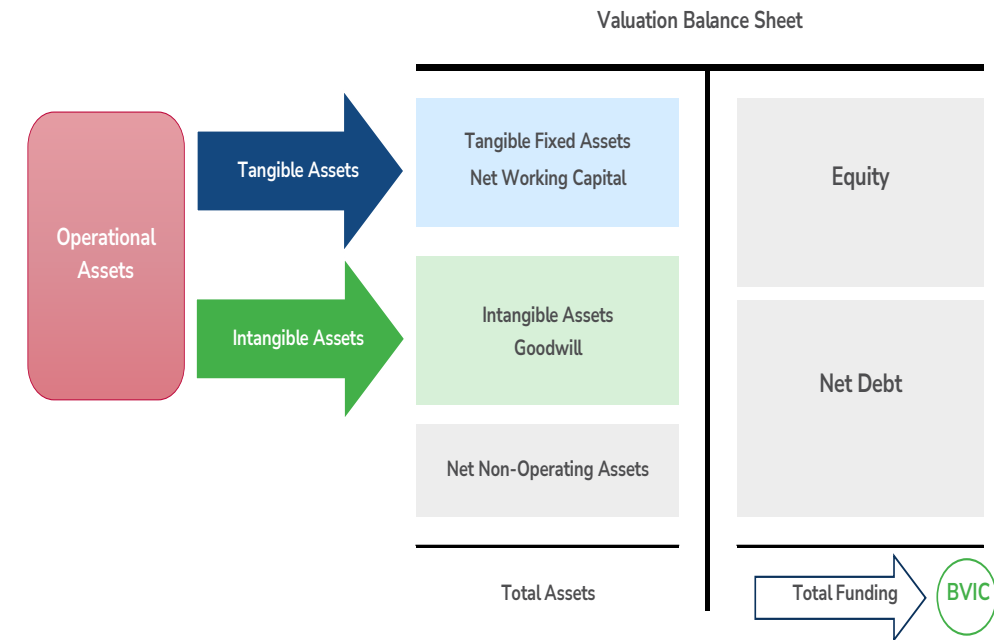 Valuation Balance Sheet
Operational
Assets
Tangible Assets
Intangible Assets
Tangible Fixed Assets
Net Working Capital
Intangible Assets
Goodwill
Net Non-Operating Assets
Total Assets
Equity
Net Debt
Total Funding
BVIC